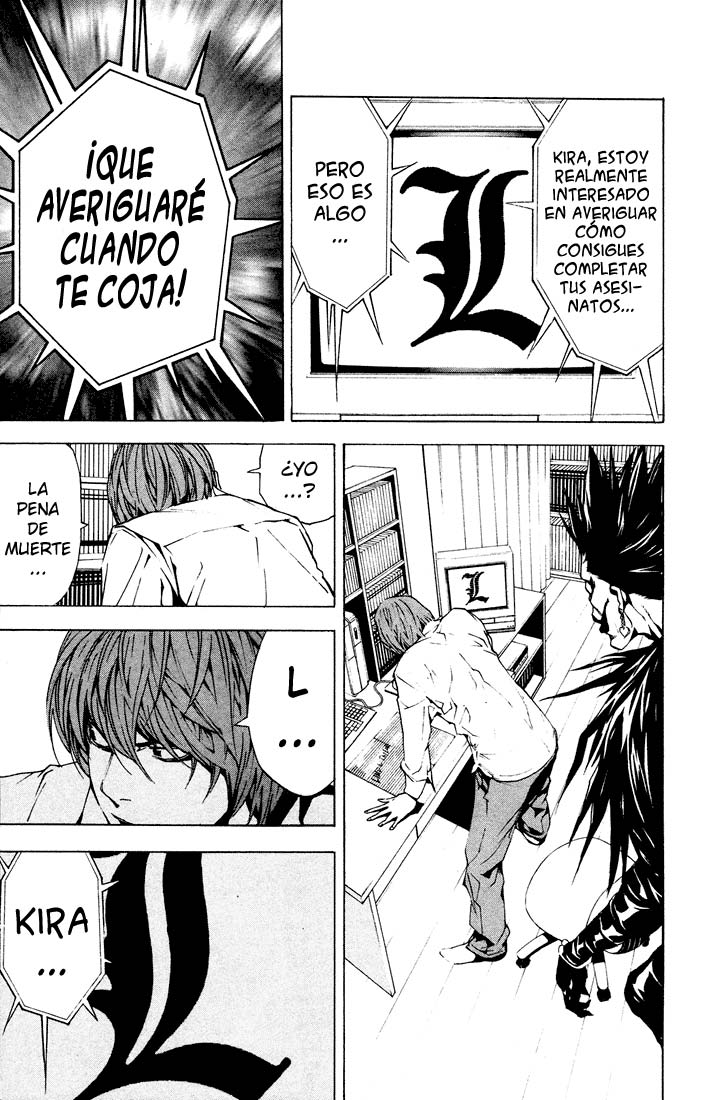 KIRA, ESTOY
REALMENTE
INTERESADO
EN AVERIGUAR
CÓMO
CONSIGUES
COMPLETAR
TUS ASESI-
NATOS...
PERO
ESO ES
ALGO
...
L
¡QUE
AVERIGUARÉ
CUANDO
TE COJA!
L
¿YO
...?
LA
PENA
DE
MUERTE
...
L
...
KIRA
...
L